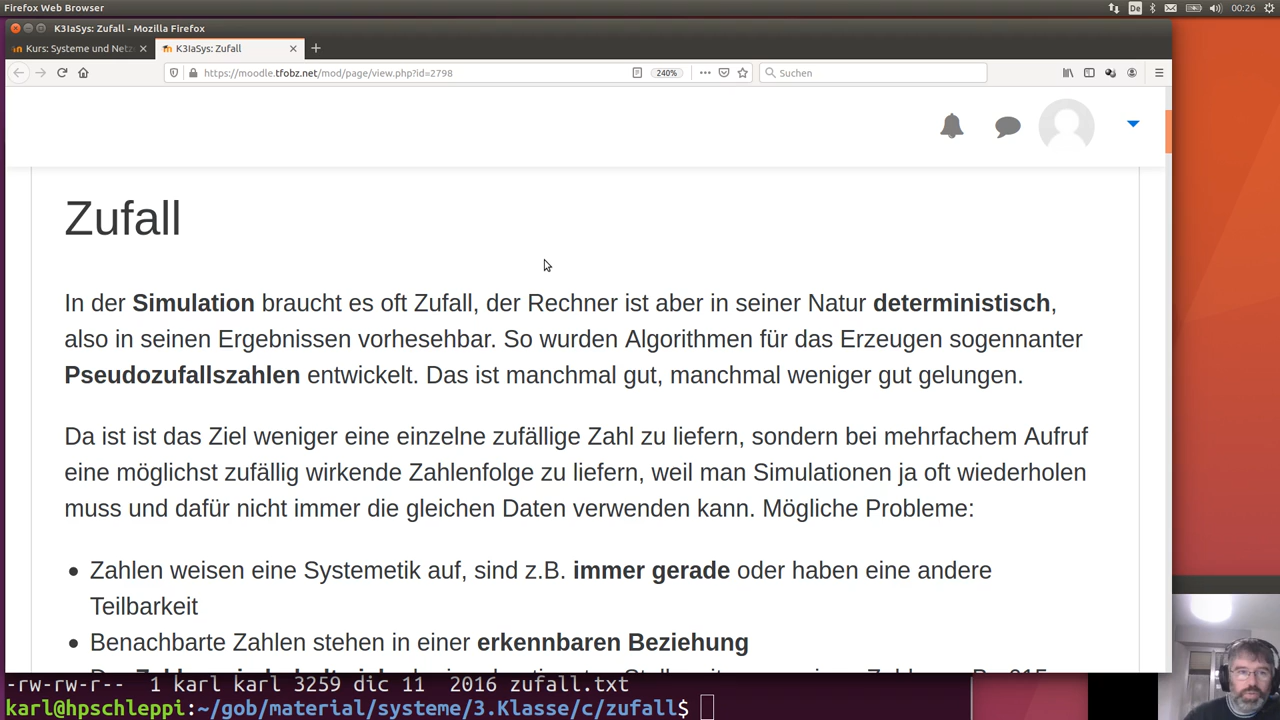 Firefox Web Browser
De
00:26
K3IaSys: Zufall - Mozilla Firefox
Kurs: Systeme und Netz
K3IaSys: Zufall
https://moodle.tfobz.net/mod/page/view.php?id=2798
240%
Suchen
Zufall
In der Simulation braucht es oft Zufall, der Rechner ist aber in seiner Natur deterministisch,
also in seinen Ergebnissen vorhesehbar. So wurden Algorithmen für das Erzeugen sogennanter
Pseudozufallszahlen entwickelt. Das ist manchmal gut, manchmal weniger gut gelungen.
Da ist ist das Ziel weniger eine einzelne zufällige Zahl zu liefern, sondern bei mehrfachem Aufruf
eine möglichst zufällig wirkende Zahlenfolge zu liefern, weil man Simulationen ja oft wiederholen
muss und dafür nicht immer die gleichen Daten verwenden kann. Mögliche Probleme:
• Zahlen weisen eine Systemetik auf, sind z.B. immer gerade oder haben eine andere
Teilbarkeit
• Benachbarte Zahlen stehen in einer erkennbaren Beziehung
-rw-rw-r-- 1 karl karl 3259 dic 11 2016 zufall.txt
karl@hpschleppi:~/gob/material/systeme/3.Klasse/c/zufall$